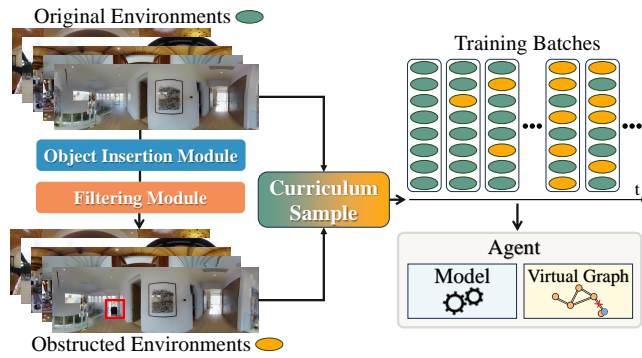 Original Environments
Training Batches
Object Insertion Module
Filtering Module
Curriculum
Sample
t
Agent
Model
Virtual Graph
Obstructed Environments